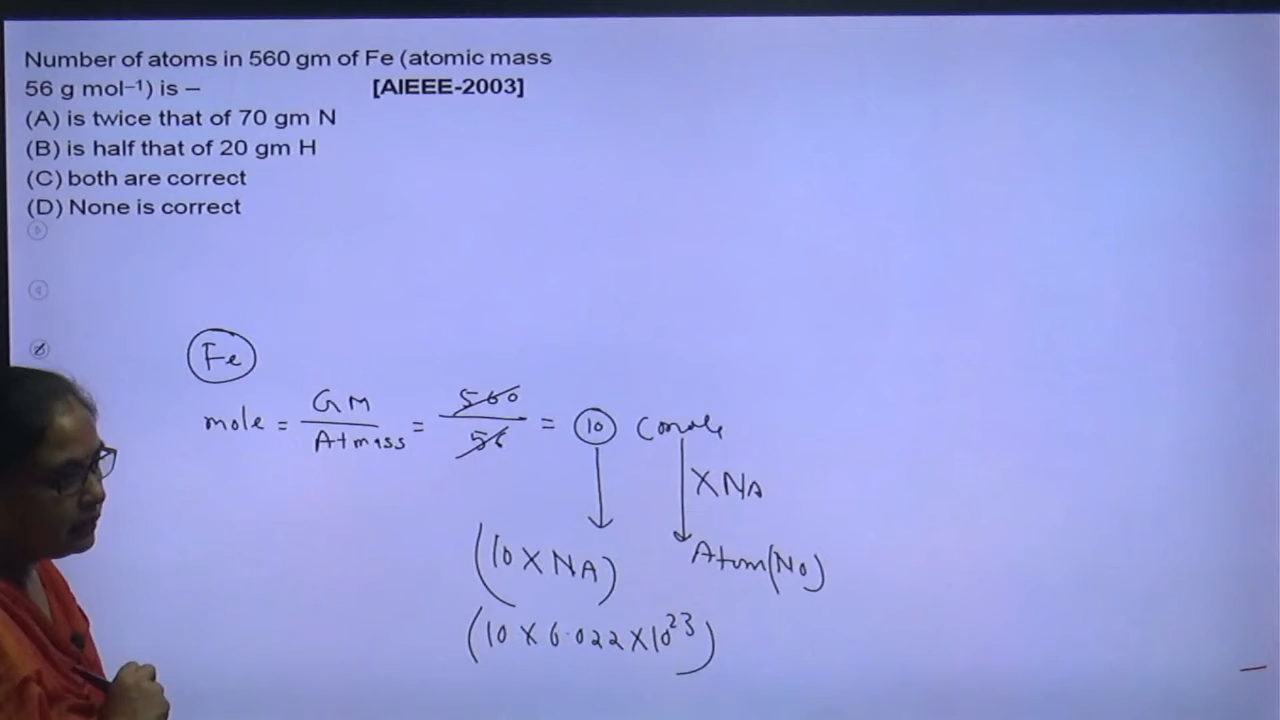 Number of atoms in 560 gm of Fe (atomic mass
56 g mol⁻¹) is – [AIEEE-2003]
(A) is twice that of 70 gm N
(B) is half that of 20 gm H
(C) both are correct
(D) None is correct
Fe
mole = GM / At mass = 560 / 56 = 10
× NA
(10 × NA) Atom(No)
(10 × 6.022 × 10²³)